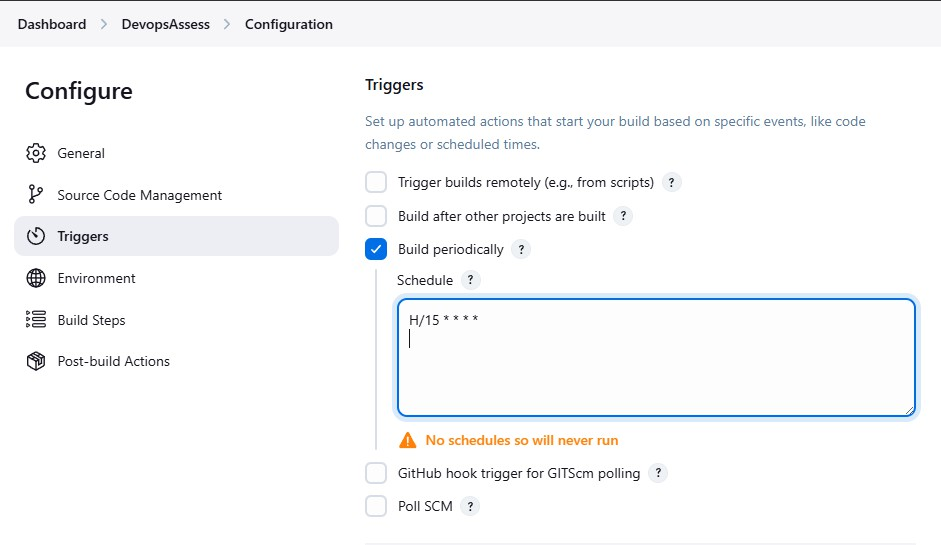 Dashboard > DevopsAssess > Configuration
Configure
General
Source Code Management
Triggers
Environment
Build Steps
Post-build Actions
Triggers
Set up automated actions that start your build based on specific events, like code
changes or scheduled times.
Trigger builds remotely (e.g., from scripts) ?
Build after other projects are built ?
Build periodically ?
Schedule ?
H/15 * * * *
No schedules so will never run
GitHub hook trigger for GITScm polling ?
Poll SCM ?